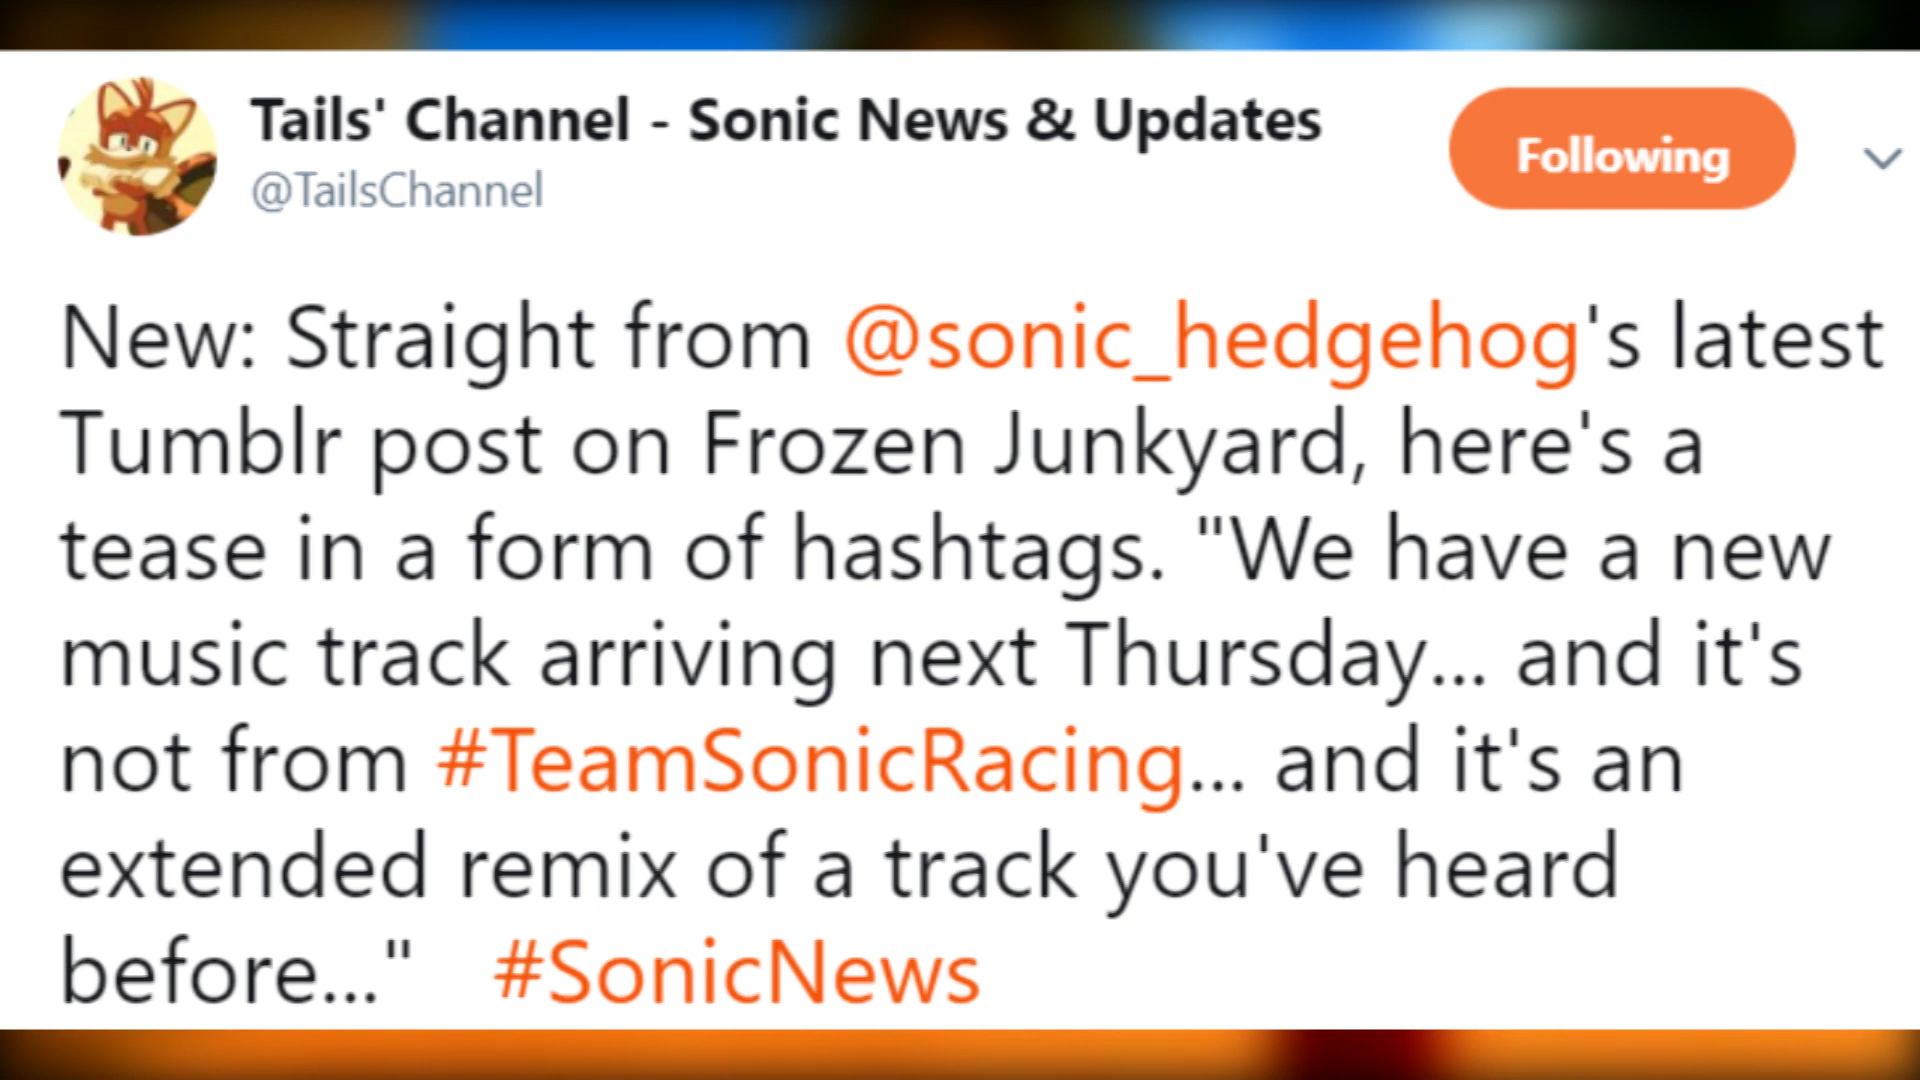 Tails' Channel - Sonic News & Updates
@TailsChannel
Following
New: Straight from @sonic_hedgehog's latest
Tumblr post on Frozen Junkyard, here's a
tease in a form of hashtags. "We have a new
music track arriving next Thursday... and it's
not from #TeamSonicRacing... and it's an
extended remix of a track you've heard
before..." #SonicNews